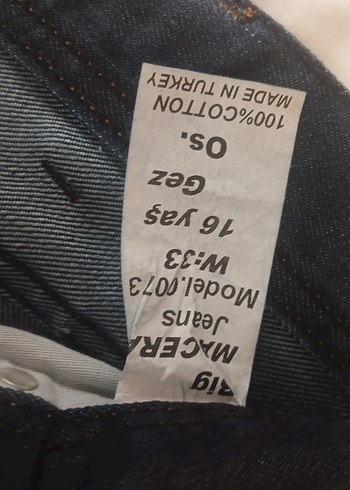 Big
MACERA
Jeans
Model.0073
W:33
16 yaş
Gez
Os.
100%COTTON
MADE IN TURKEY